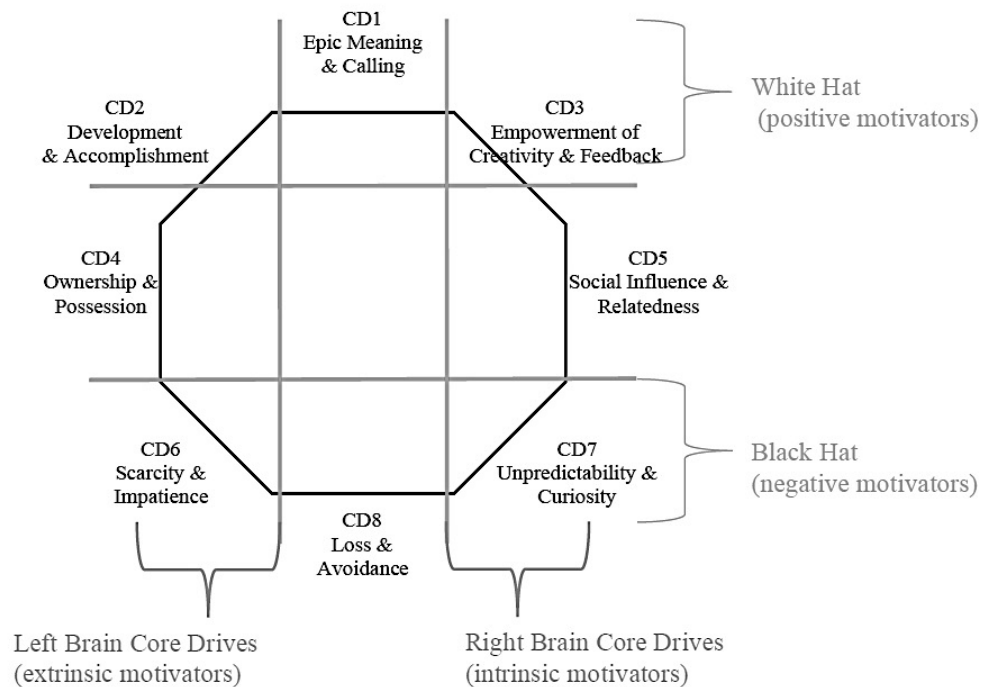 CD1
Epic Meaning
& Calling
CD2
Development
& Accomplishment
CD3
Empowerment of
Creativity & Feedback
White Hat
(positive motivators)
CD4
Ownership &
Possession
CD5
Social Influence &
Relatedness
CD6
Scarcity &
Impatience
CD7
Unpredictability &
Curiosity
Black Hat
(negative motivators)
CD8
Loss &
Avoidance
Left Brain Core Drives
(extrinsic motivators)
Right Brain Core Drives
(intrinsic motivators)